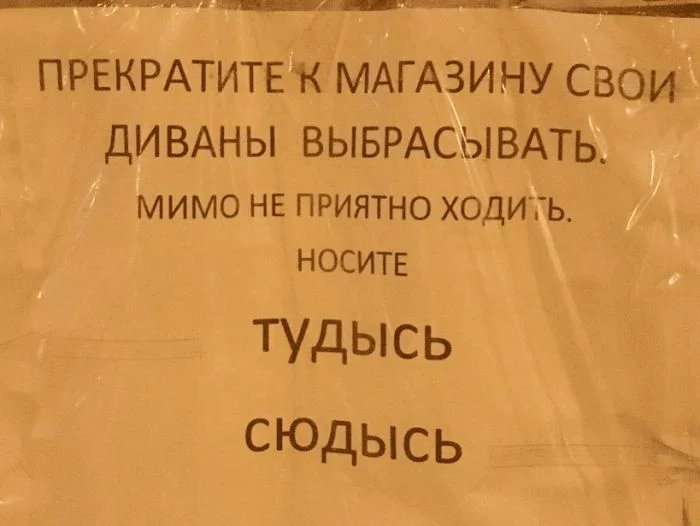 ПРЕКРАТИТЕ К МАГАЗИНУ СВОИ
ДИВАНЫ ВЫБРАСЫВАТЬ.
МИМО НЕ ПРИЯТНО ХОДИТЬ.
НОСИТЕ
ТУДЫСЬ
СЮДЫСЬ